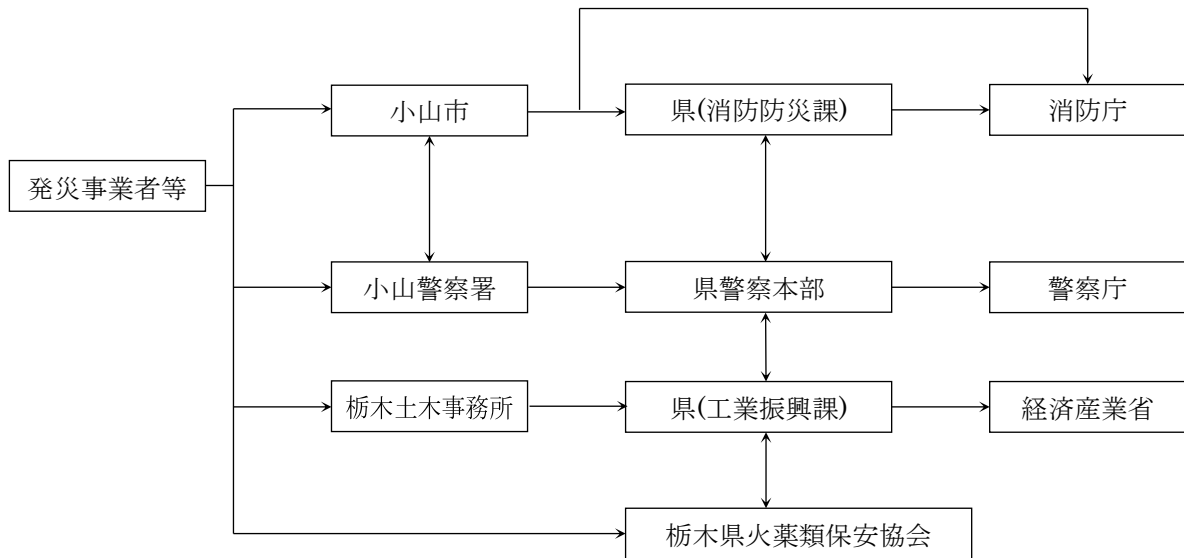 小山市
県(消防防災課)
消防庁
発災事業者等
小山警察署
県警察本部
警察庁
栃木土木事務所
県(工業振興課)
経済産業省
栃木県火薬類保安協会